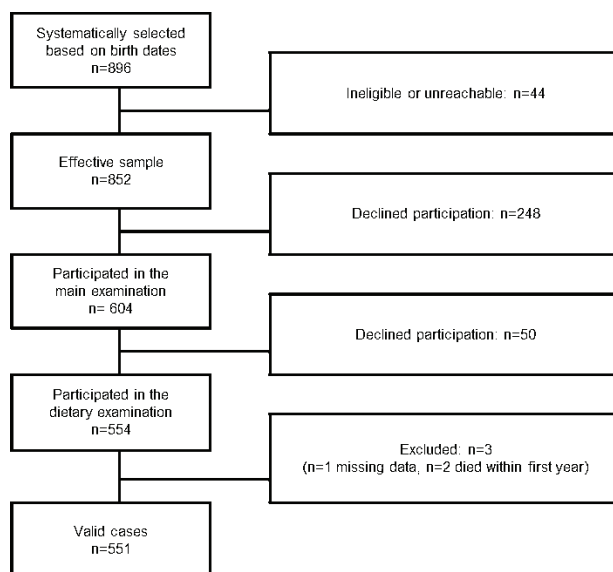 Systematically selected
based on birth dates
n=896
Ineligible or unreachable: n=44
Effective sample
n=852
Declined participation: n=248
Participated in the
main examination
n= 604
Declined participation: n=50
Participated in the
dietary examination
n=554
Excluded: n=3
(n=1 missing data, n=2 died within first year)
Valid cases
n=551